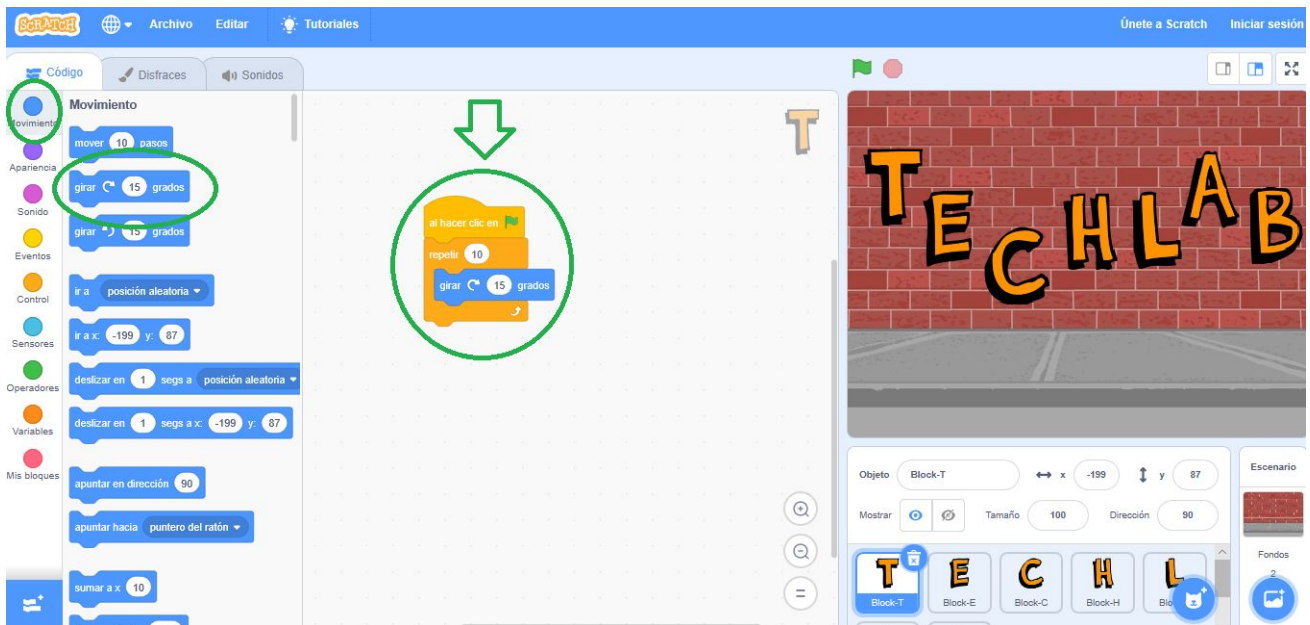 SCRATCH Archivo Editar Tutoriales Únete a Scratch Iniciar sesión
Código Disfraces Sonidos
Movimiento
Apariencia
Sonido
Eventos
Control
Sensores
Operadores
Variables
Mis bloques
Movimiento
mover 10 pasos
girar 15 grados
girar 15 grados
ir a posición aleatoria
ir a x: -199 y: 87
deslizar en 1 segs a posición aleatoria
deslizar en 1 segs a x: -199 y: 87
apuntar en dirección 90
apuntar hacia puntero del ratón
sumar a x 10
T
al hacer clic en
repetir 10
girar 15 grados
TECHLAB
Objeto Block-T x -199 y 87
Mostrar Tamaño 100 Dirección 90
T E C H L
Block-T Block-E Block-C Block-H
Escenario
Fondos
2